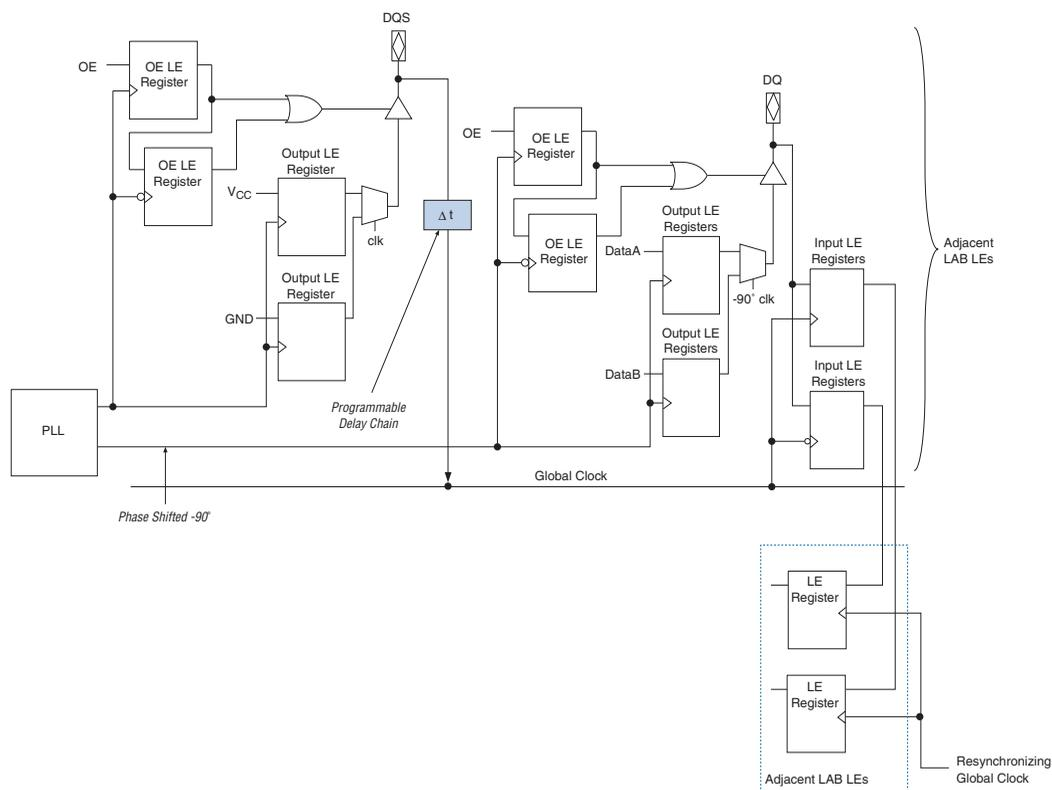 DQS
OE
OE LE
Register
OE LE
Register
Output LE
Register
VCC
clk
Δ t
Output LE
Register
GND
Programmable
Delay Chain
PLL
Phase Shifted -90°
Global Clock
DQ
OE
OE LE
Register
OE LE
Register
Output LE
Registers
DataA
-90° clk
Output LE
Registers
DataB
Input LE
Registers
Input LE
Registers
Adjacent
LAB LEs
LE
Register
LE
Register
Adjacent LAB LEs
Resynchronizing
Global Clock